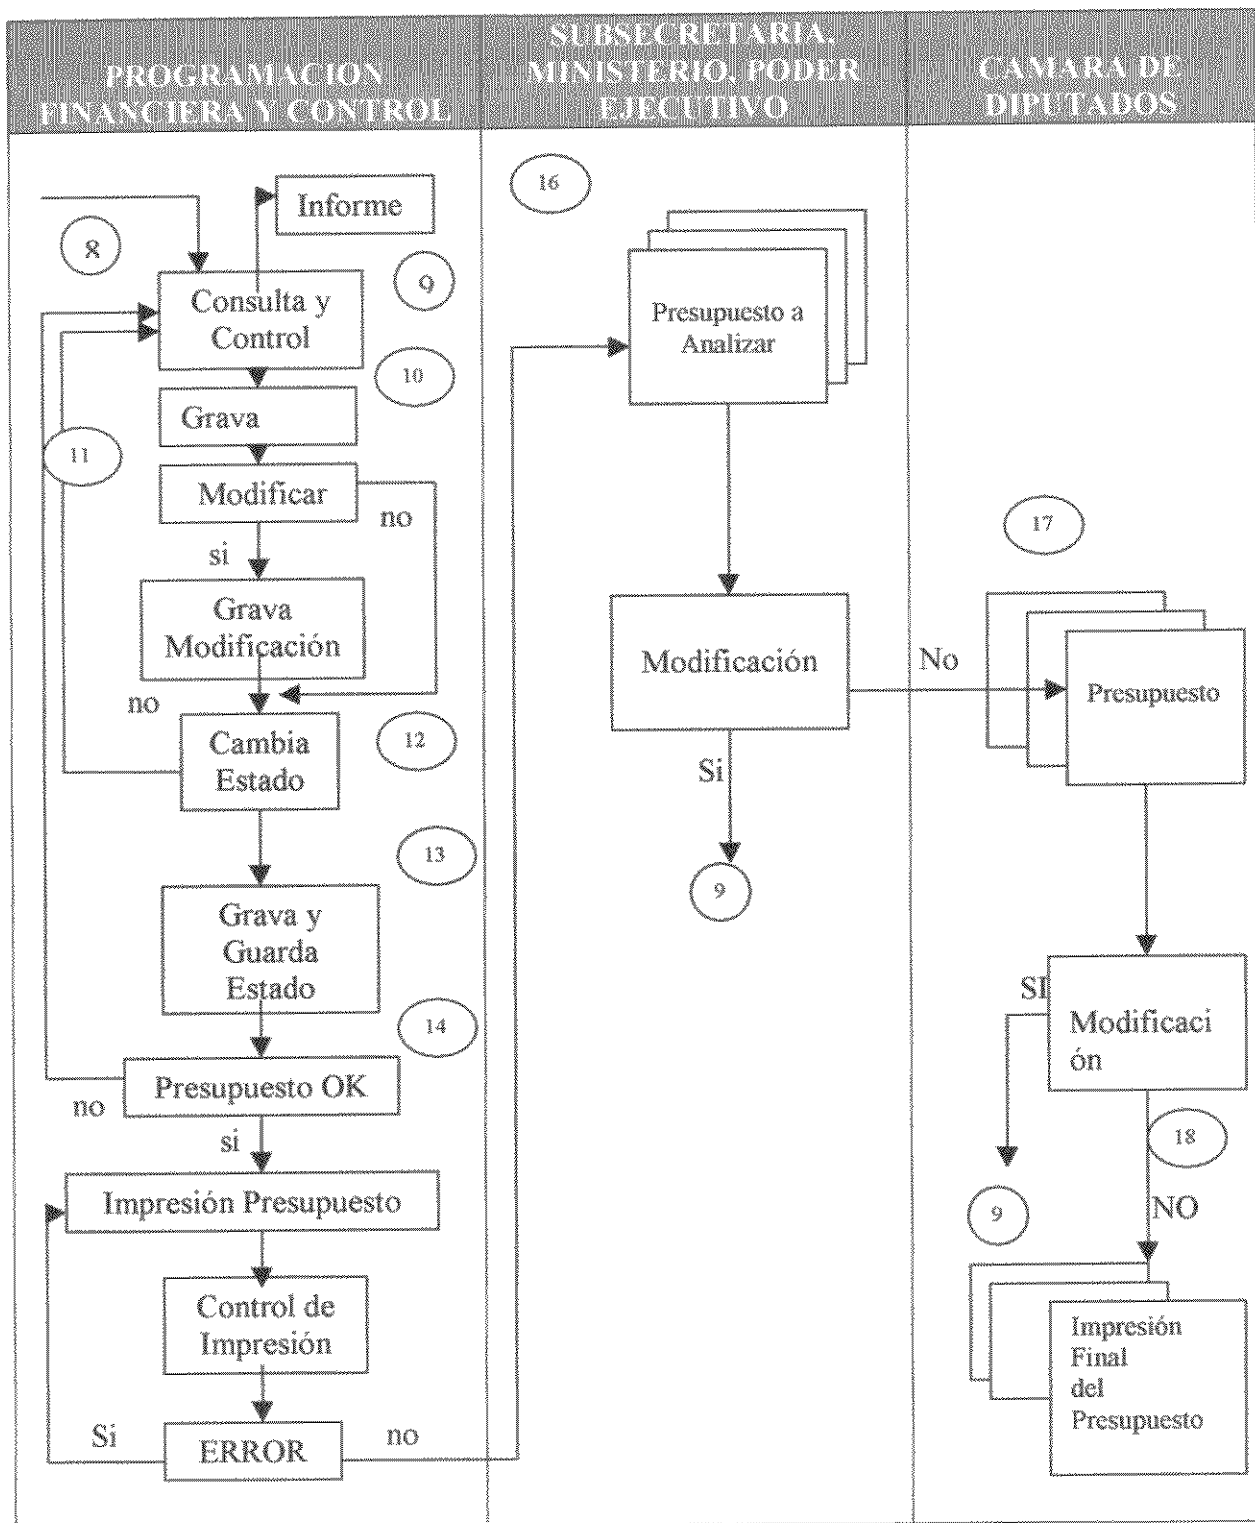 PROGRAMACION
FINANCIERA Y CONTROL
SUBSECRETARIA,
MINISTERIO, PODER
EJECUTIVO
CAMARA DE
DIPUTADOS
Informe
8
9
Consulta y
Control
10
Grava
11
Modificar
no
si
Grava
Modificación
no
12
Cambia
Estado
13
Grava y
Guarda
Estado
14
Presupuesto OK
no
si
Impresión Presupuesto
Control de
Impresión
Si
ERROR
no
16
Presupuesto a
Analizar
Modificación
No
Si
9
17
Presupuesto
SI
Modificaci
ón
18
9
NO
Impresión
Final
del
Presupuesto